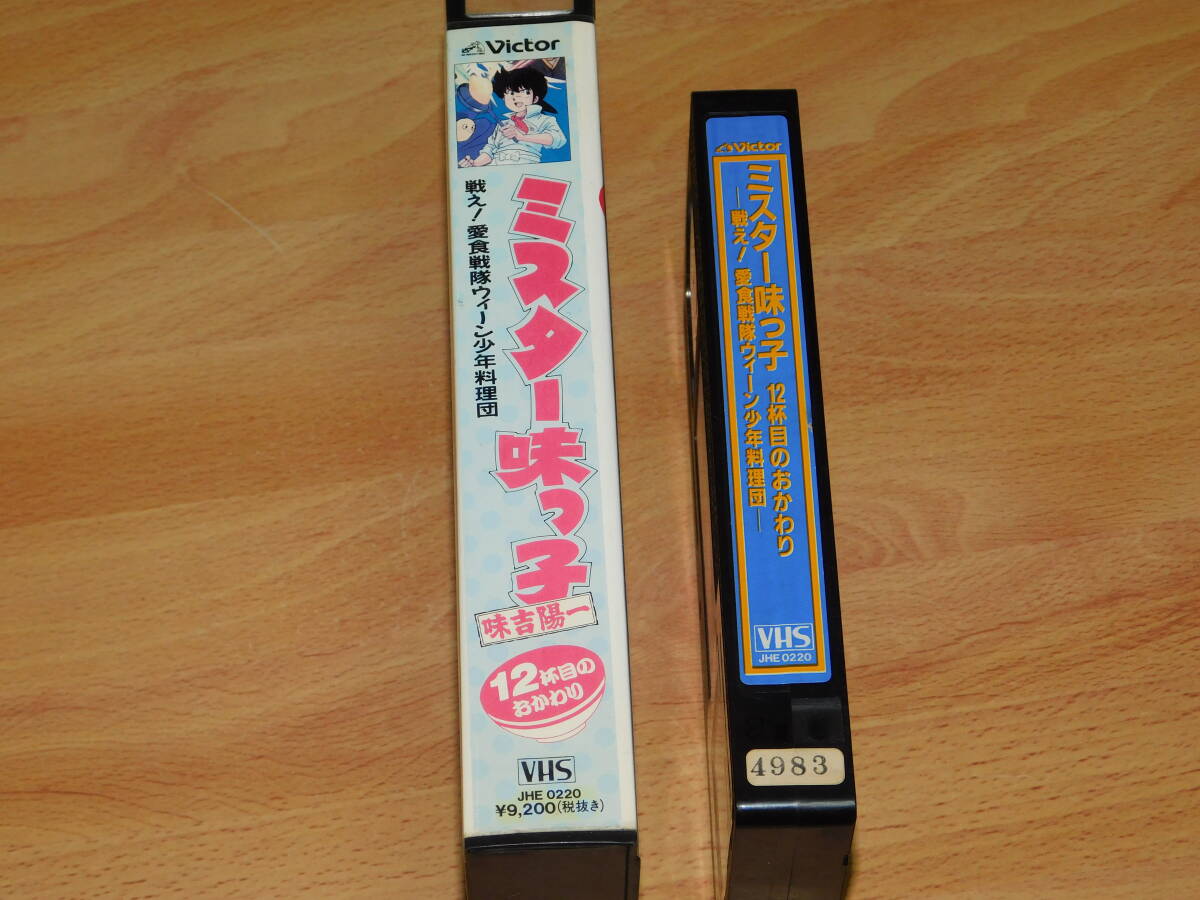 Victor
ミスター味っ子
戦え!愛食戦隊ウィーン少年料理団
味吉陽一
12杯目の
おかわり
VHS
JHE 0220
¥9,200(税抜き)
Victor
ミスター味っ子 12杯目のおかわり
―戦え!愛食戦隊ウィーン少年料理団―
VHS
JHE 0220
4983